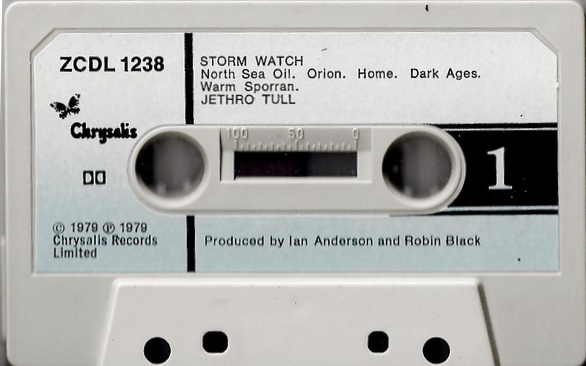 ZCDL 1238
STORM WATCH
North Sea Oil. Orion. Home. Dark Ages.
Warm Sporran.
JETHRO TULL
Chrysalis
100 50 0
1
© 1979 ℗ 1979
Chrysalis Records
Limited
Produced by Ian Anderson and Robin Black